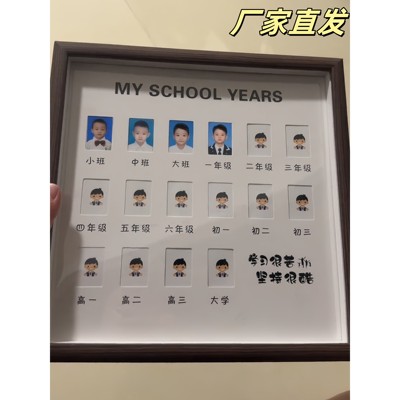 厂家直发
MY SCHOOL YEARS
小班 中班 大班 一年级 二年级 三年级
四年级 五年级 六年级 初一 初二 初三
学习很苦
坚持很酷
高一 高二 高三 大学